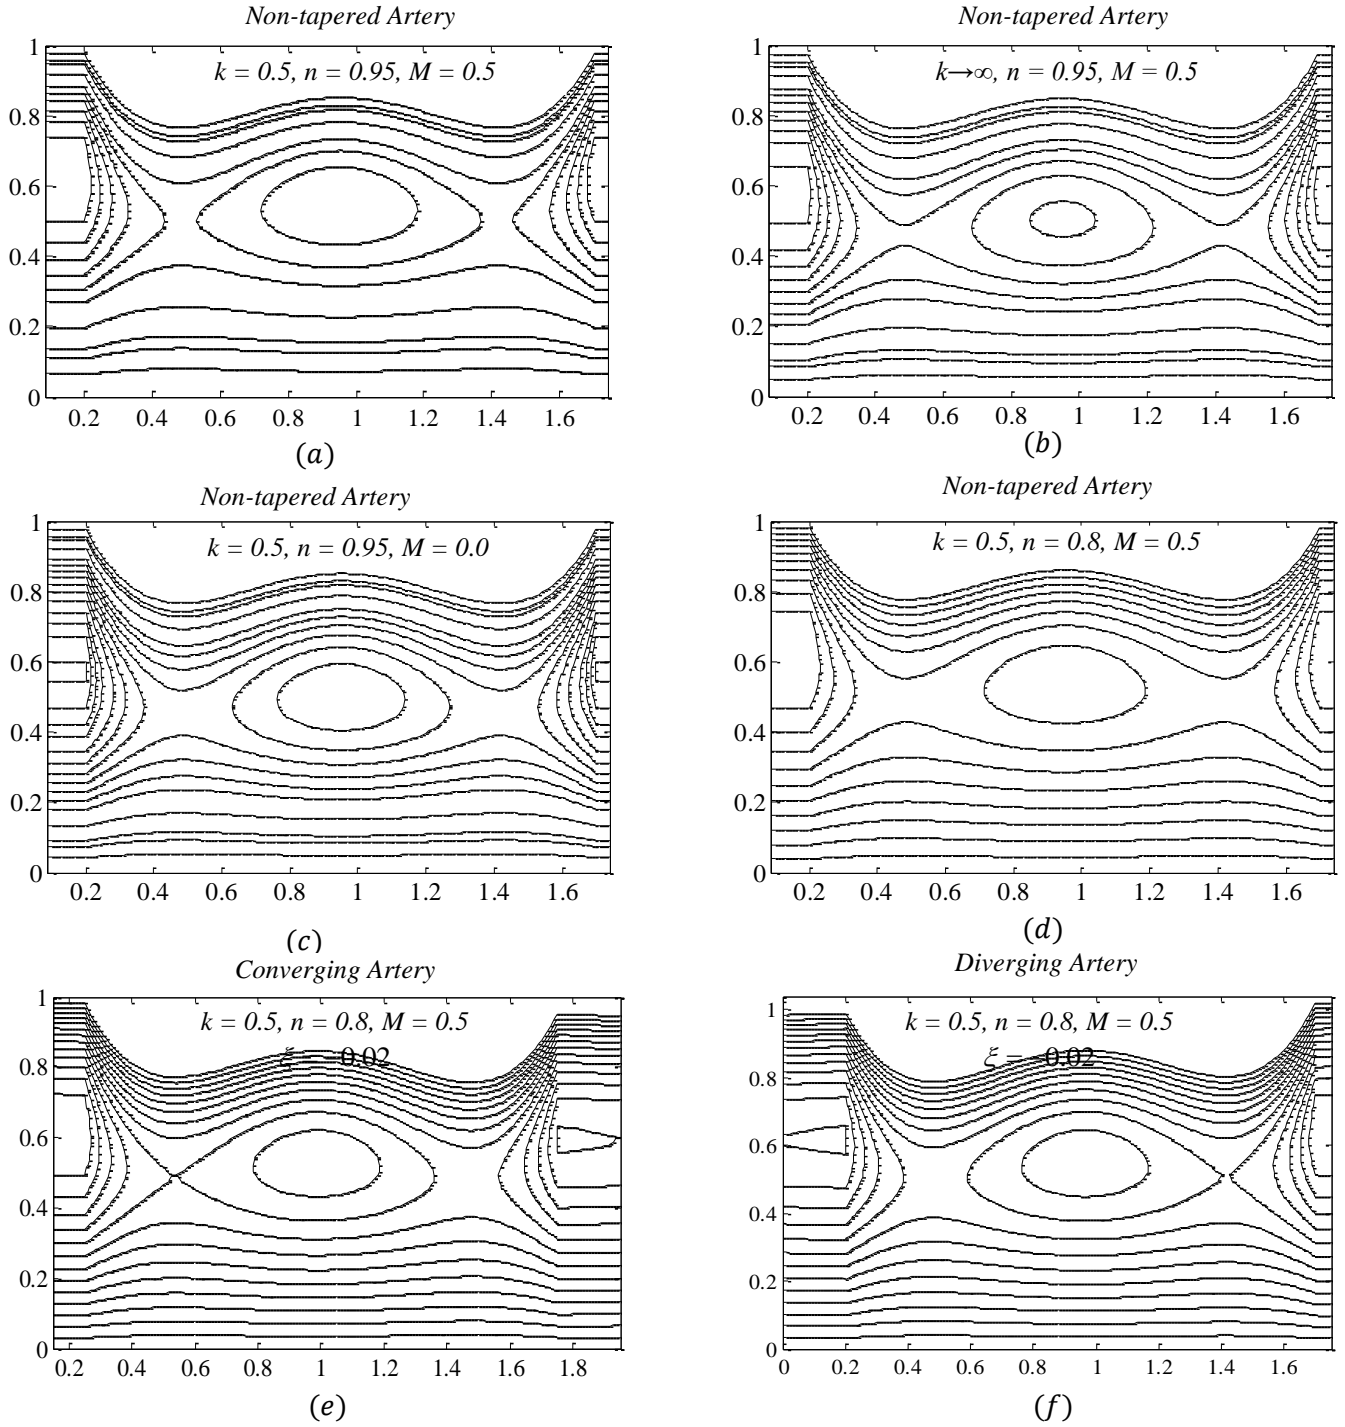 Non-tapered Artery
k = 0.5, n = 0.95, M = 0.5
1
0.8
0.6
0.4
0.2
0
0.2 0.4 0.6 0.8 1 1.2 1.4 1.6
(a)
Non-tapered Artery
k→∞, n = 0.95, M = 0.5
1
0.8
0.6
0.4
0.2
0
0.2 0.4 0.6 0.8 1 1.2 1.4 1.6
(b)
Non-tapered Artery
k = 0.5, n = 0.95, M = 0.0
1
0.8
0.6
0.4
0.2
0
0.2 0.4 0.6 0.8 1 1.2 1.4 1.6
(c)
Non-tapered Artery
k = 0.5, n = 0.8, M = 0.5
1
0.8
0.6
0.4
0.2
0
0.2 0.4 0.6 0.8 1 1.2 1.4 1.6
(d)
Converging Artery
k = 0.5, n = 0.8, M = 0.5
1
0.8
0.6
0.4
0.2
0
0.2 0.4 0.6 0.8 1 1.2 1.4 1.6 1.8
(e)
Diverging Artery
k = 0.5, n = 0.8, M = 0.5
1
0.8
0.6
0.4
0.2
0
0 0.2 0.4 0.6 0.8 1 1.2 1.4 1.6
(f)